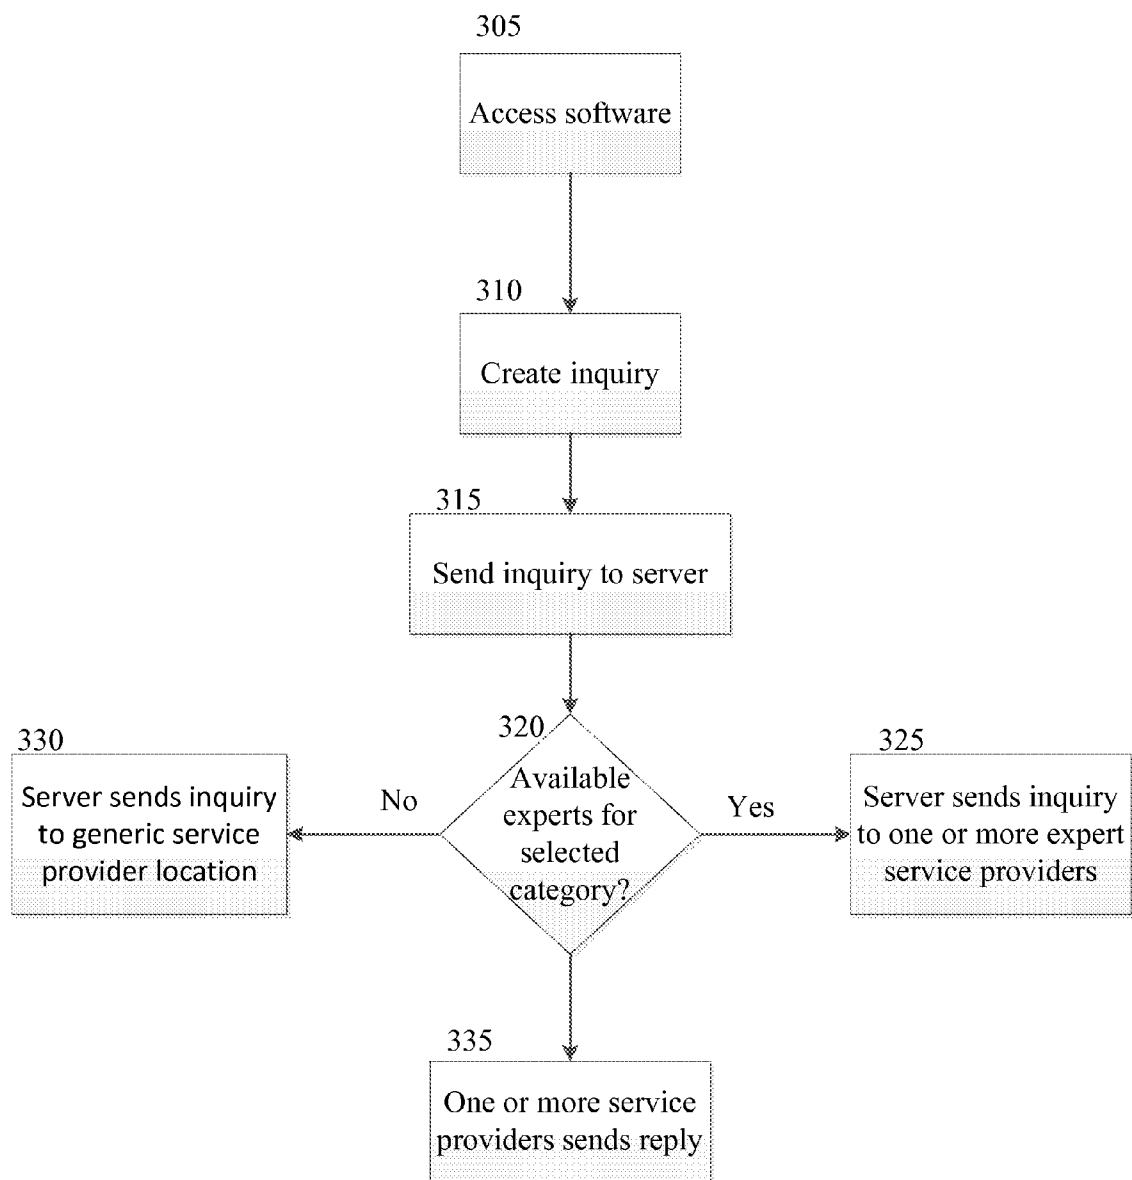 305
Access software
310
Create inquiry
315
Send inquiry to server
320
Available
experts for
selected
category?
330
Server sends inquiry
to generic service
provider location
No
Yes
325
Server sends inquiry
to one or more expert
service providers
335
One or more service
providers sends reply